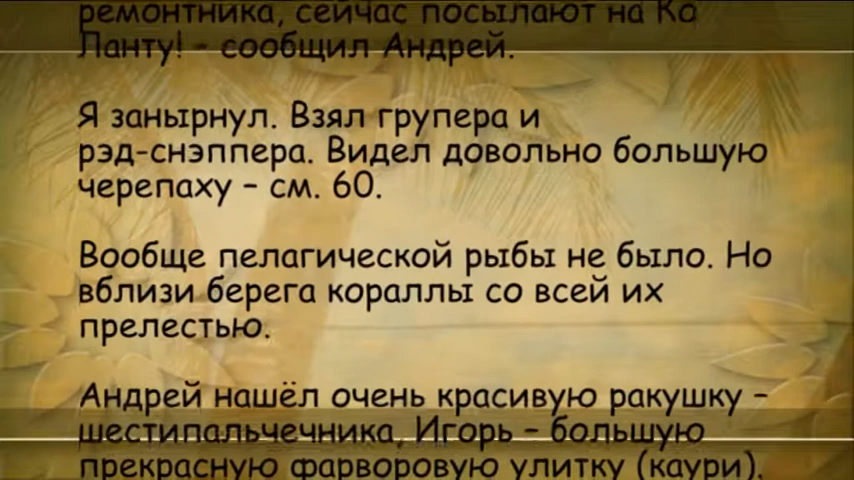 ремонтника, сейчас посылают на Ко
Ланту! - сообщил Андрей.
Я занырнул. Взял групера и
рэд-снэппера. Видел довольно большую
черепаху – см. 60.
Вообще пелагической рыбы не было. Но
вблизи берега кораллы со всей их
прелестью.
Андрей нашёл очень красивую ракушку –
шестипальчечника, Игорь – большую
прекрасную фарворовую улитку (каури).